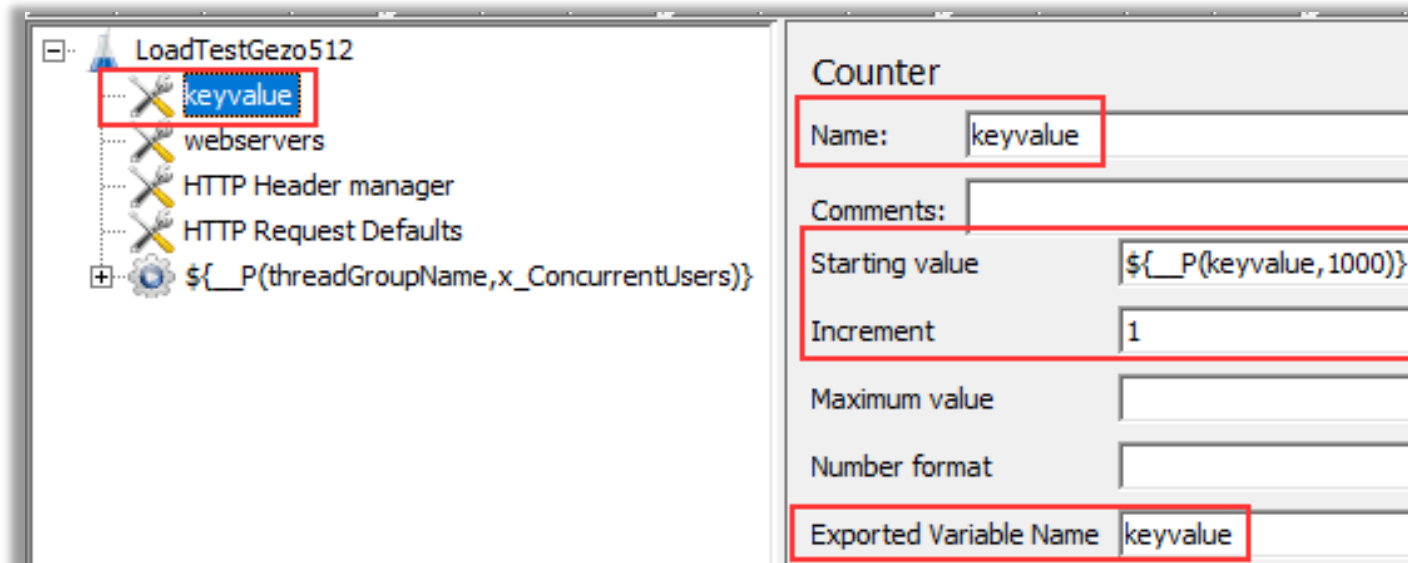 LoadTestGezo512
keyvalue
webservers
HTTP Header manager
HTTP Request Defaults
${__P(threadGroupName,x_ConcurrentUsers)}
Counter
Name: keyvalue
Comments:
Starting value ${__P(keyvalue,1000)}
Increment 1
Maximum value
Number format
Exported Variable Name keyvalue